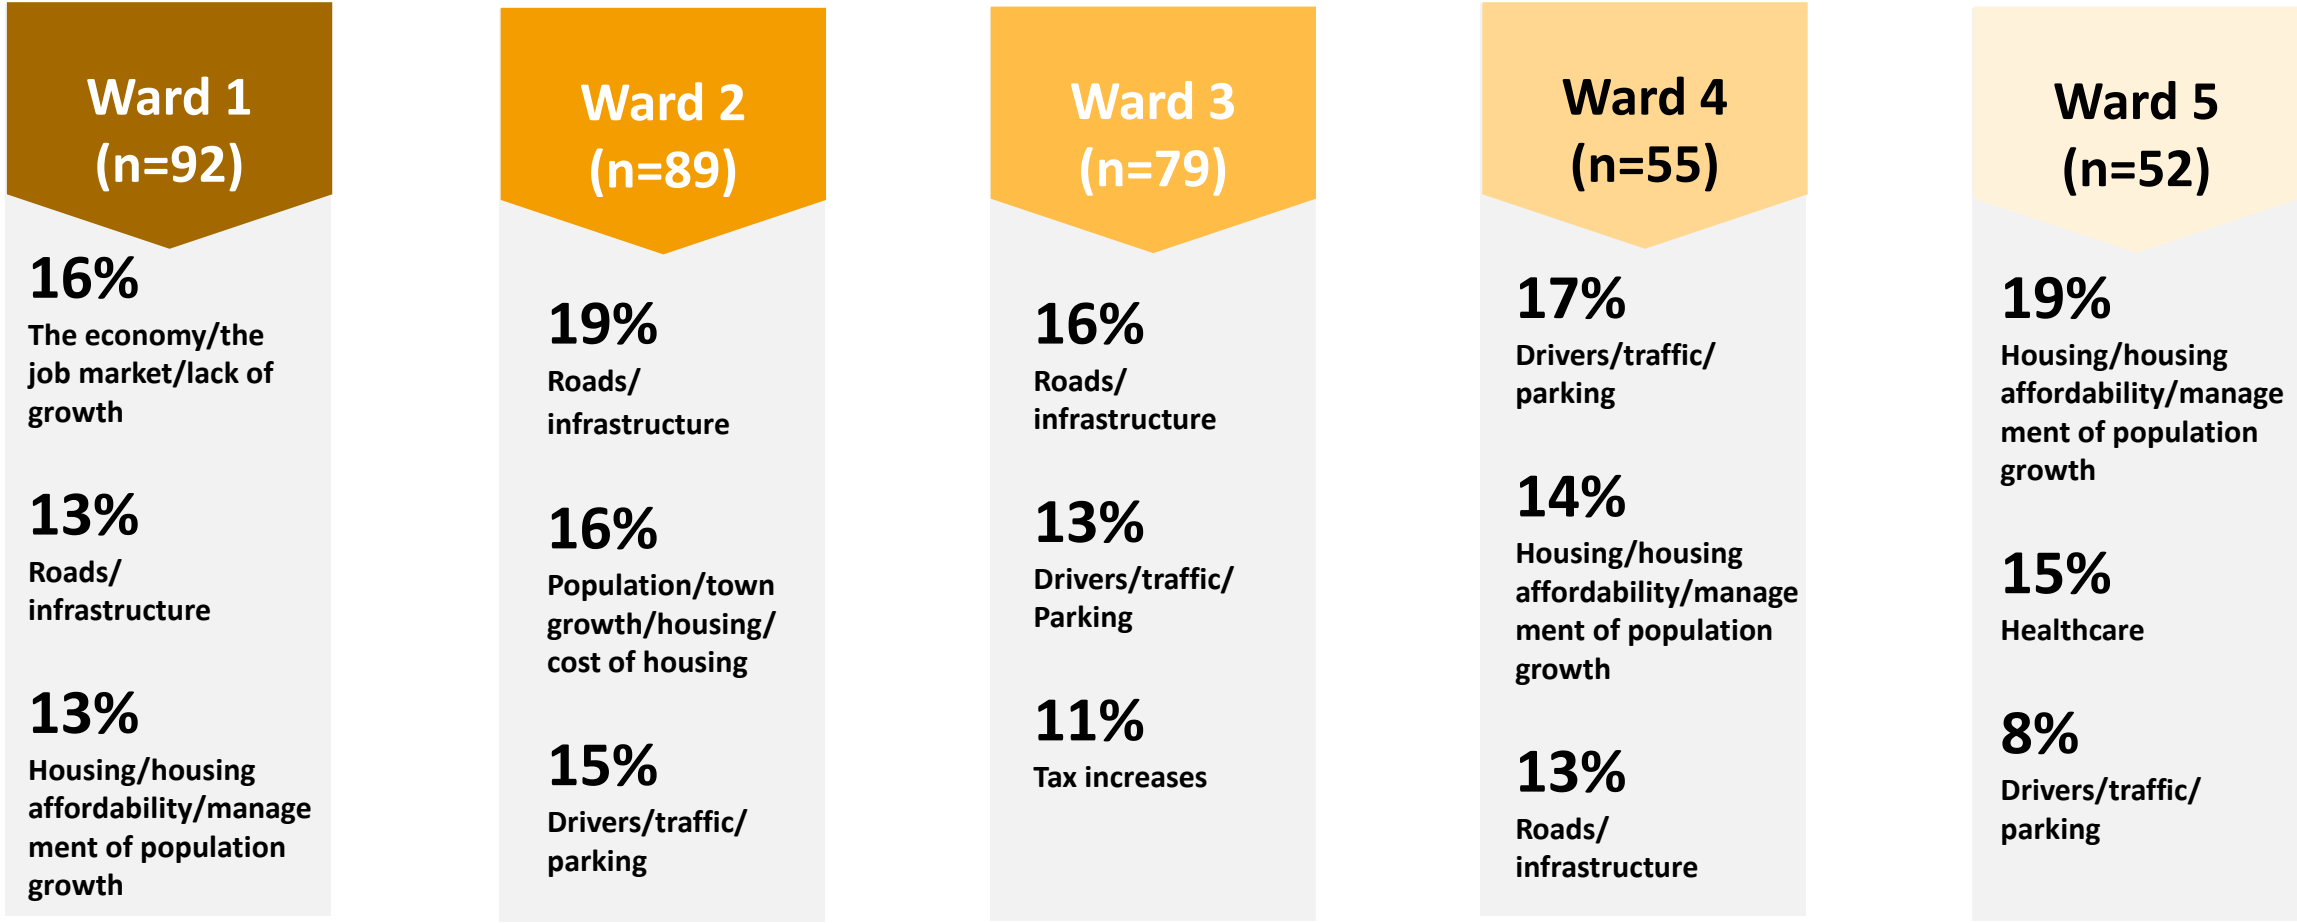 Ward 1
(n=92)
16%
The economy/the
job market/lack of
growth
13%
Roads/
infrastructure
13%
Housing/housing
affordability/manage
ment of population
growth
Ward 2
(n=89)
19%
Roads/
infrastructure
16%
Population/town
growth/housing/
cost of housing
15%
Drivers/traffic/
parking
Ward 3
(n=79)
16%
Roads/
infrastructure
13%
Drivers/traffic/
Parking
11%
Tax increases
Ward 4
(n=55)
17%
Drivers/traffic/
parking
14%
Housing/housing
affordability/manage
ment of population
growth
13%
Roads/
infrastructure
Ward 5
(n=52)
19%
Housing/housing
affordability/manage
ment of population
growth
15%
Healthcare
8%
Drivers/traffic/
parking